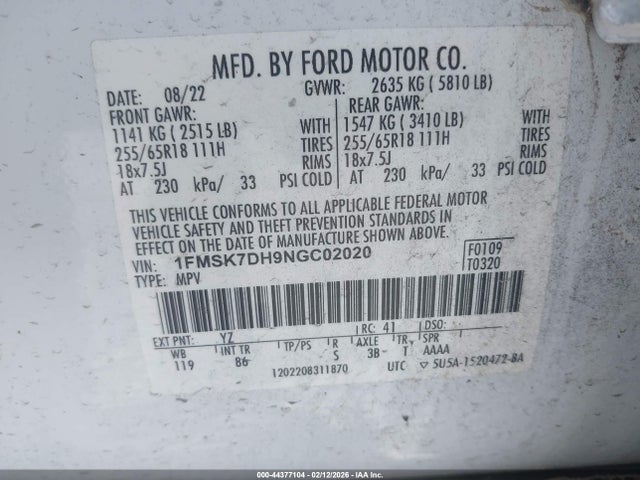 MFD. BY FORD MOTOR CO.
DATE: 08/22 GVWR: 2635 KG ( 5810 LB)
FRONT GAWR: REAR GAWR:
1141 KG ( 2515 LB) WITH 1547 KG ( 3410 LB) WITH
255/65R18 111H TIRES 255/65R18 111H TIRES
18x7.5J RIMS 18x7.5J RIMS
AT 230 kPa/ 33 PSI COLD AT 230 kPa/ 33 PSI COLD
THIS VEHICLE CONFORMS TO ALL APPLICABLE FEDERAL MOTOR
VEHICLE SAFETY AND THEFT PREVENTION STANDARDS IN
EFFECT ON THE DATE OF MANUFACTURE SHOWN ABOVE.
VIN: 1FMSK7DH9NGC02020 F0109
TYPE: MPV T0320
EXT PNT: YZ RC: 41 DSO:
WB INT TR TP/PS R AXLE TR SPR
119 86 S 3B T AAAA
1202208311870 UTC ▽ 5U5A-1520472-BA
000-44377104 - 02/12/2026 - IAA Inc.